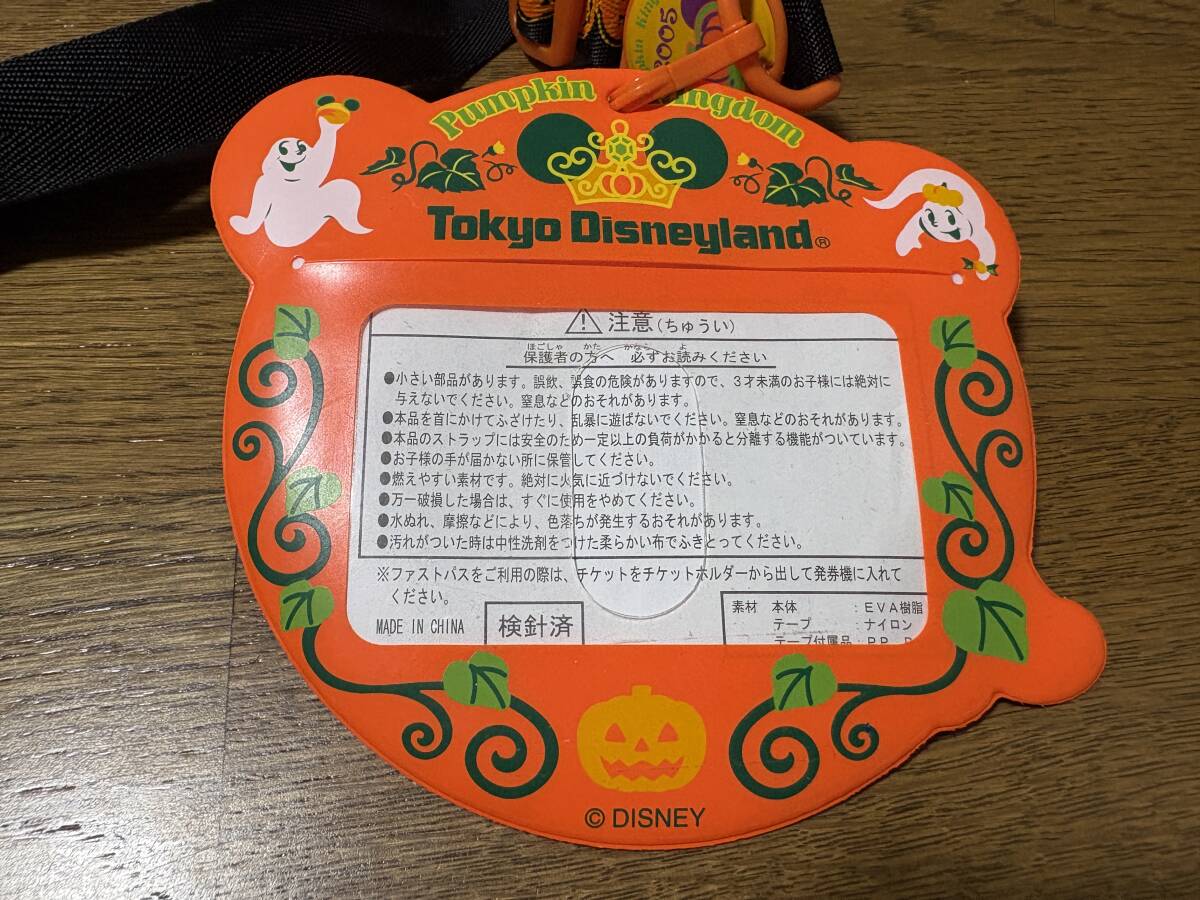 2005
Pumpkin Kingdom
Tokyo Disneyland®
注意(ちゅうい)
ほごしゃ かた かなら よ
保護者の方へ 必ずお読みください
●小さい部品があります。誤飲、誤食の危険がありますので、3才未満のお子様には絶対に
与えないでください。窒息などのおそれがあります。
●本品を首にかけてふざけたり、乱暴に遊ばないでください。窒息などのおそれがあります。
●本品のストラップには安全のため一定以上の負荷がかかると分離する機能がついています。
●お子様の手が届かない所に保管してください。
●燃えやすい素材です。絶対に火気に近づけないでください。
●万一破損した場合は、すぐに使用をやめてください。
●水ぬれ、摩擦などにより、色落ちが発生するおそれがあります。
●汚れがついた時は中性洗剤をつけた柔らかい布でふきとってください。
※ファストパスをご利用の際は、チケットをチケットホルダーから出して発券機に入れて
ください。
MADE IN CHINA 検針済
素材 本体 :EVA樹脂
テープ :ナイロン
テープ付属品:PP
© DISNEY